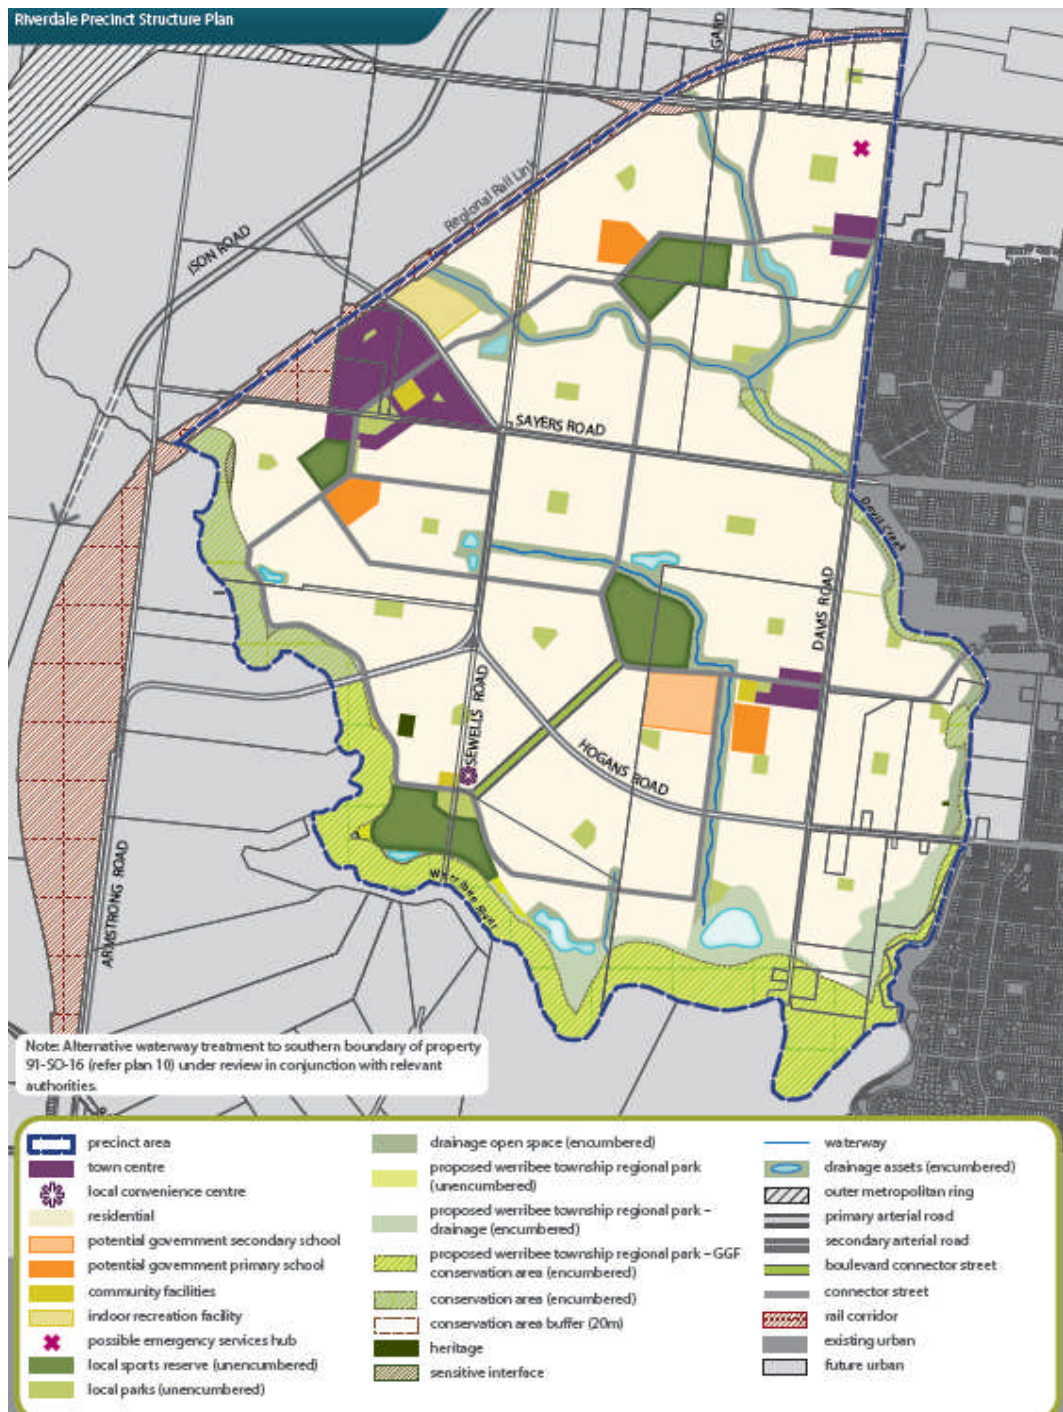 Riverdale Precinct Structure Plan
Regional Rail Link
ISON ROAD
SAYERS ROAD
Davis Creek
DAVIS ROAD
SEWELLS ROAD
HOGANS ROAD
Werribee River
ARMSTRONG ROAD
Note: Alternative waterway treatment to southern boundary of property
91-SO-16 (refer plan 10) under review in conjunction with relevant
authorities.
precinct area
town centre
local convenience centre
residential
potential government secondary school
potential government primary school
community facilities
indoor recreation facility
possible emergency services hub
local sports reserve (unencumbered)
local parks (unencumbered)
drainage open space (encumbered)
proposed werribee township regional park
(unencumbered)
proposed werribee township regional park –
drainage (encumbered)
proposed werribee township regional park – GGF
conservation area (encumbered)
conservation area (encumbered)
conservation area buffer (20m)
heritage
sensitive interface
waterway
drainage assets (encumbered)
outer metropolitan ring
primary arterial road
secondary arterial road
boulevard connector street
connector street
rail corridor
existing urban
future urban